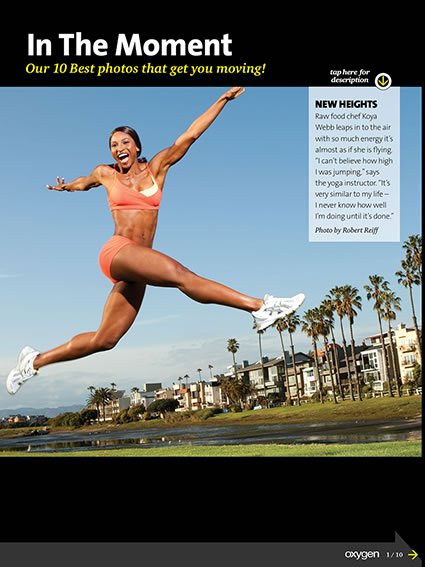 In The Moment
Our 10 Best photos that get you moving!
tap here for
description
NEW HEIGHTS
Raw food chef Koya
Webb leaps in to the air
with so much energy it's
almost as if she is flying.
"I can't believe how high
I was jumping," says
the yoga instructor. "It's
very similar to my life –
I never know how well
I'm doing until it's done."
Photo by Robert Reiff
oxygen 1 / 10